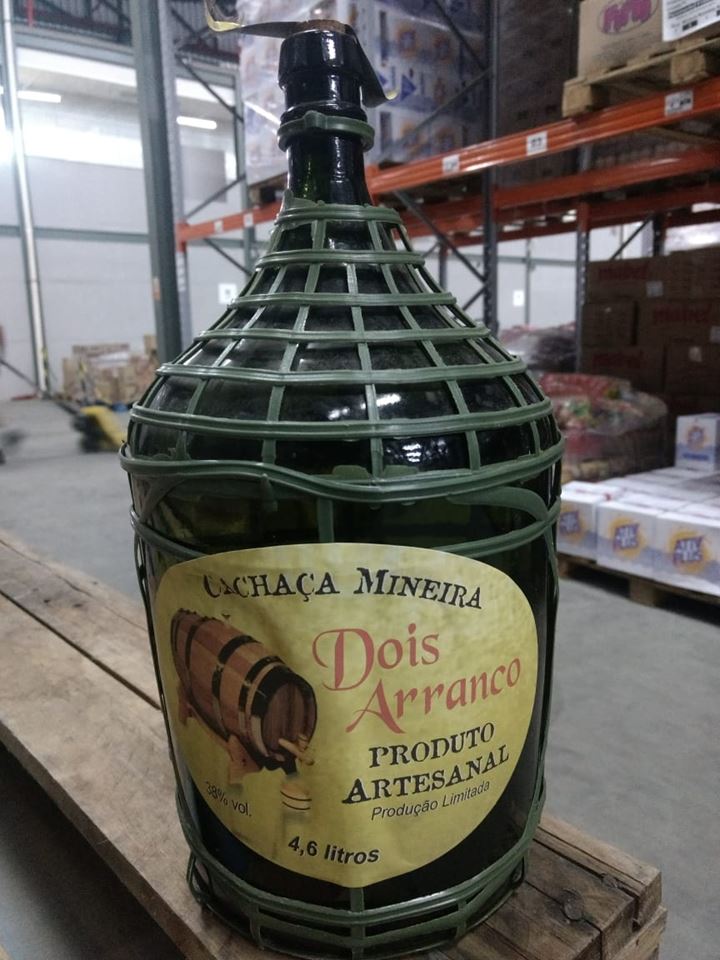 CACHAÇA MINEIRA
Dois
Arranco
PRODUTO
ARTESANAL
Produção Limitada
38% vol.
4,6 litros